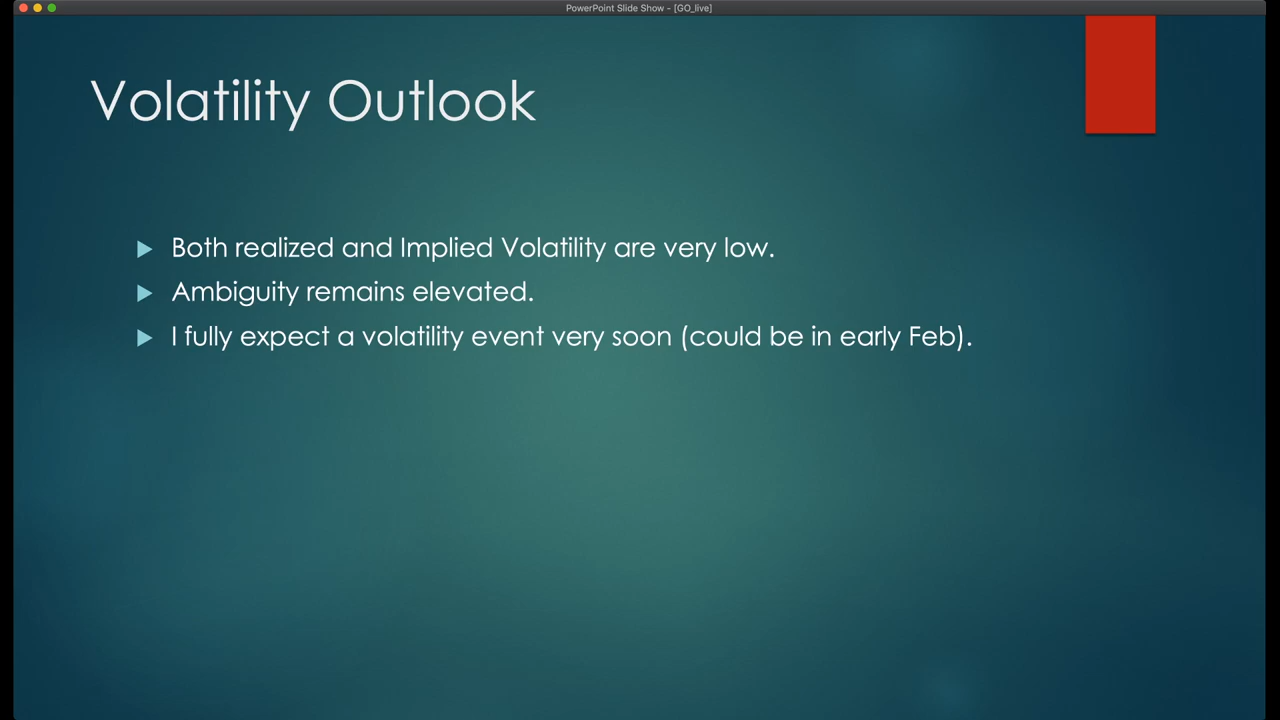 PowerPoint Slide Show - [GO_live]
Volatility Outlook
Both realized and Implied Volatility are very low.
Ambiguity remains elevated.
I fully expect a volatility event very soon (could be in early Feb).